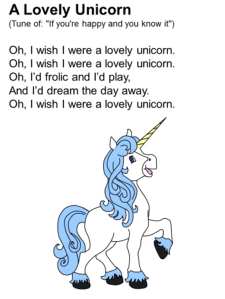 A Lovely Unicorn
(Tune of: "If you're happy and you know it")
Oh, I wish I were a lovely unicorn.
Oh, I wish I were a lovely unicorn.
Oh, I'd frolic and I'd play,
And I'd dream the day away.
Oh, I wish I were a lovely unicorn.